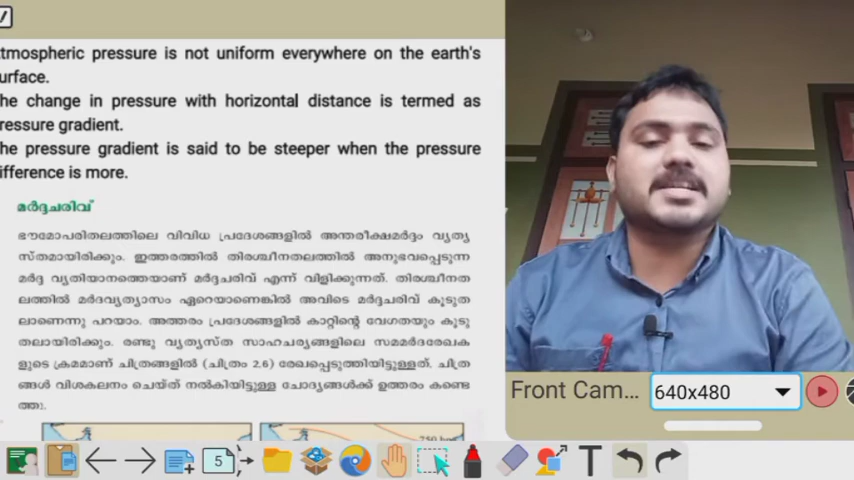 tmospheric pressure is not uniform everywhere on the earth's
urface.
he change in pressure with horizontal distance is termed as
ressure gradient.
he pressure gradient is said to be steeper when the pressure
ifference is more.
മർദ്ദചരിവ്
ഭൗമോപരിതലത്തിലെ വിവിധ പ്രദേശങ്ങളിൽ അന്തരീക്ഷമർദ്ദം വ്യത്യ
സ്തമായിരിക്കും. ഇത്തരത്തിൽ തിരശ്ചീനതലത്തിൽ അനുഭവപ്പെടുന്ന
മർദ്ദ വ്യതിയാനത്തെയാണ് മർദ്ദചരിവ് എന്ന് വിളിക്കുന്നത്. തിരശ്ചീനത
ലത്തിൽ മർദവ്യത്യാസം ഏറെയാണെങ്കിൽ അവിടെ മർദ്ദചരിവ് കൂടുത
ലാണെന്നു പറയാം. അത്തരം പ്രദേശങ്ങളിൽ കാറ്റിന്റെ വേഗതയും കൂടു
തലായിരിക്കും. രണ്ടു വ്യത്യസ്ത സാഹചര്യങ്ങളിലെ സമമർദരേഖക
ളുടെ ക്രമമാണ് ചിത്രങ്ങളിൽ (ചിത്രം 2.6) രേഖപ്പെടുത്തിയിട്ടുള്ളത്. ചിത്ര
ങ്ങൾ വിശകലനം ചെയ്ത് നൽകിയിട്ടുള്ള ചോദ്യങ്ങൾക്ക് ഉത്തരം കണ്ടെ
ത്തു.
Front Cam... 640x480
5
T